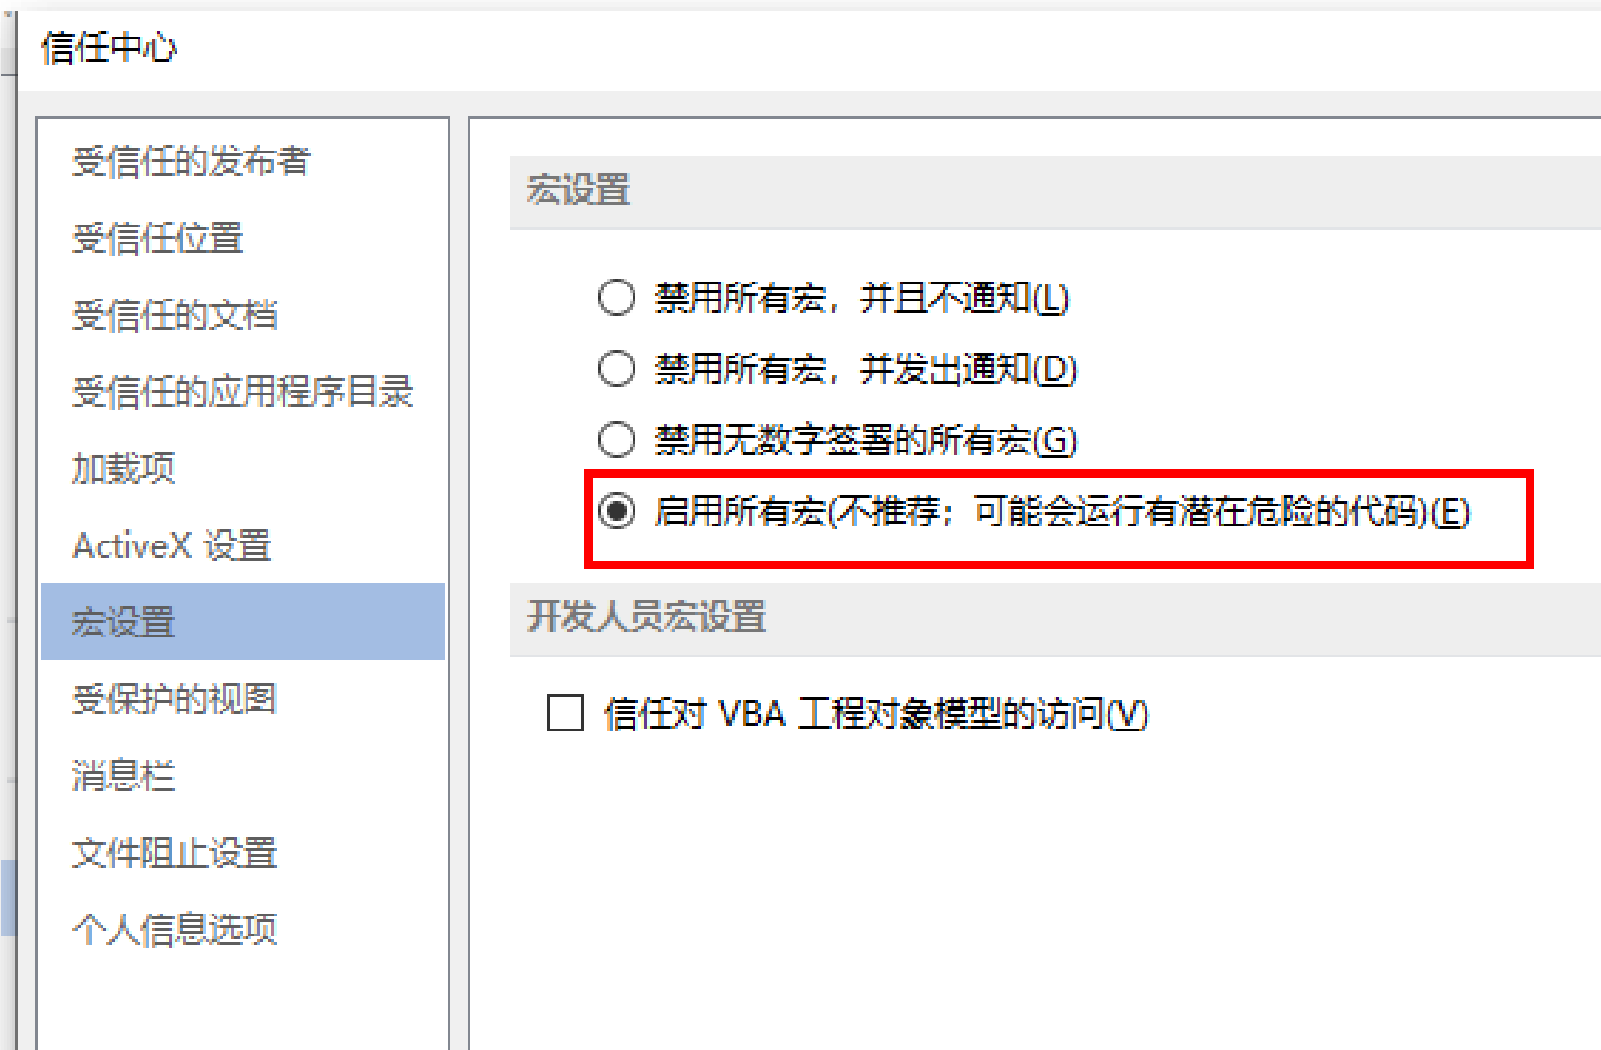 信任中心
受信任的发布者
受信任位置
受信任的文档
受信任的应用程序目录
加载项
ActiveX 设置
宏设置
受保护的视图
消息栏
文件阻止设置
个人信息选项
宏设置
禁用所有宏，并且不通知(L)
禁用所有宏，并发出通知(D)
禁用无数字签署的所有宏(G)
启用所有宏(不推荐；可能会运行有潜在危险的代码)(E)
开发人员宏设置
信任对 VBA 工程对象模型的访问(V)